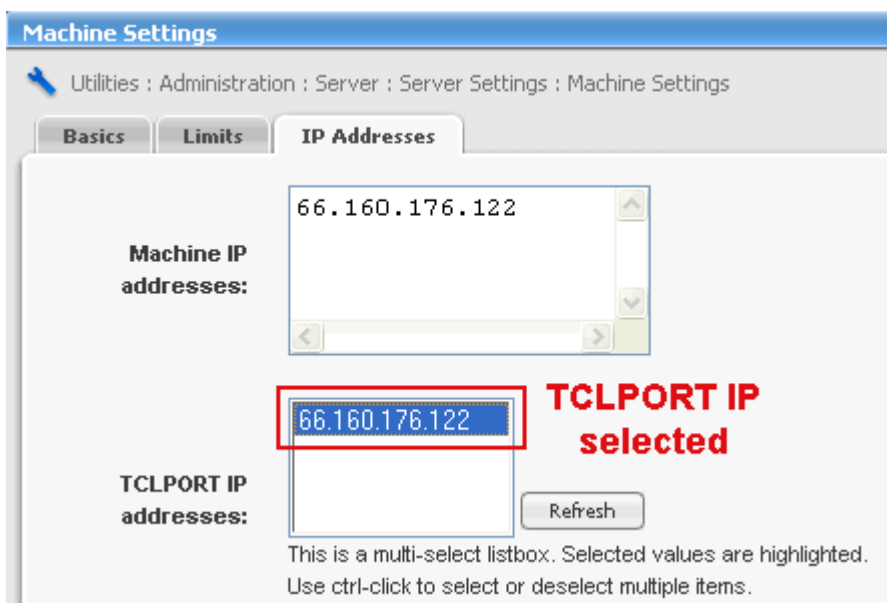 Machine Settings
Utilities : Administration : Server : Server Settings : Machine Settings
Basics Limits IP Addresses
66.160.176.122
Machine IP
addresses:
TCLPORT IP
selected
66.160.176.122
TCLPORT IP
addresses:
Refresh
This is a multi-select listbox. Selected values are highlighted.
Use ctrl-click to select or deselect multiple items.